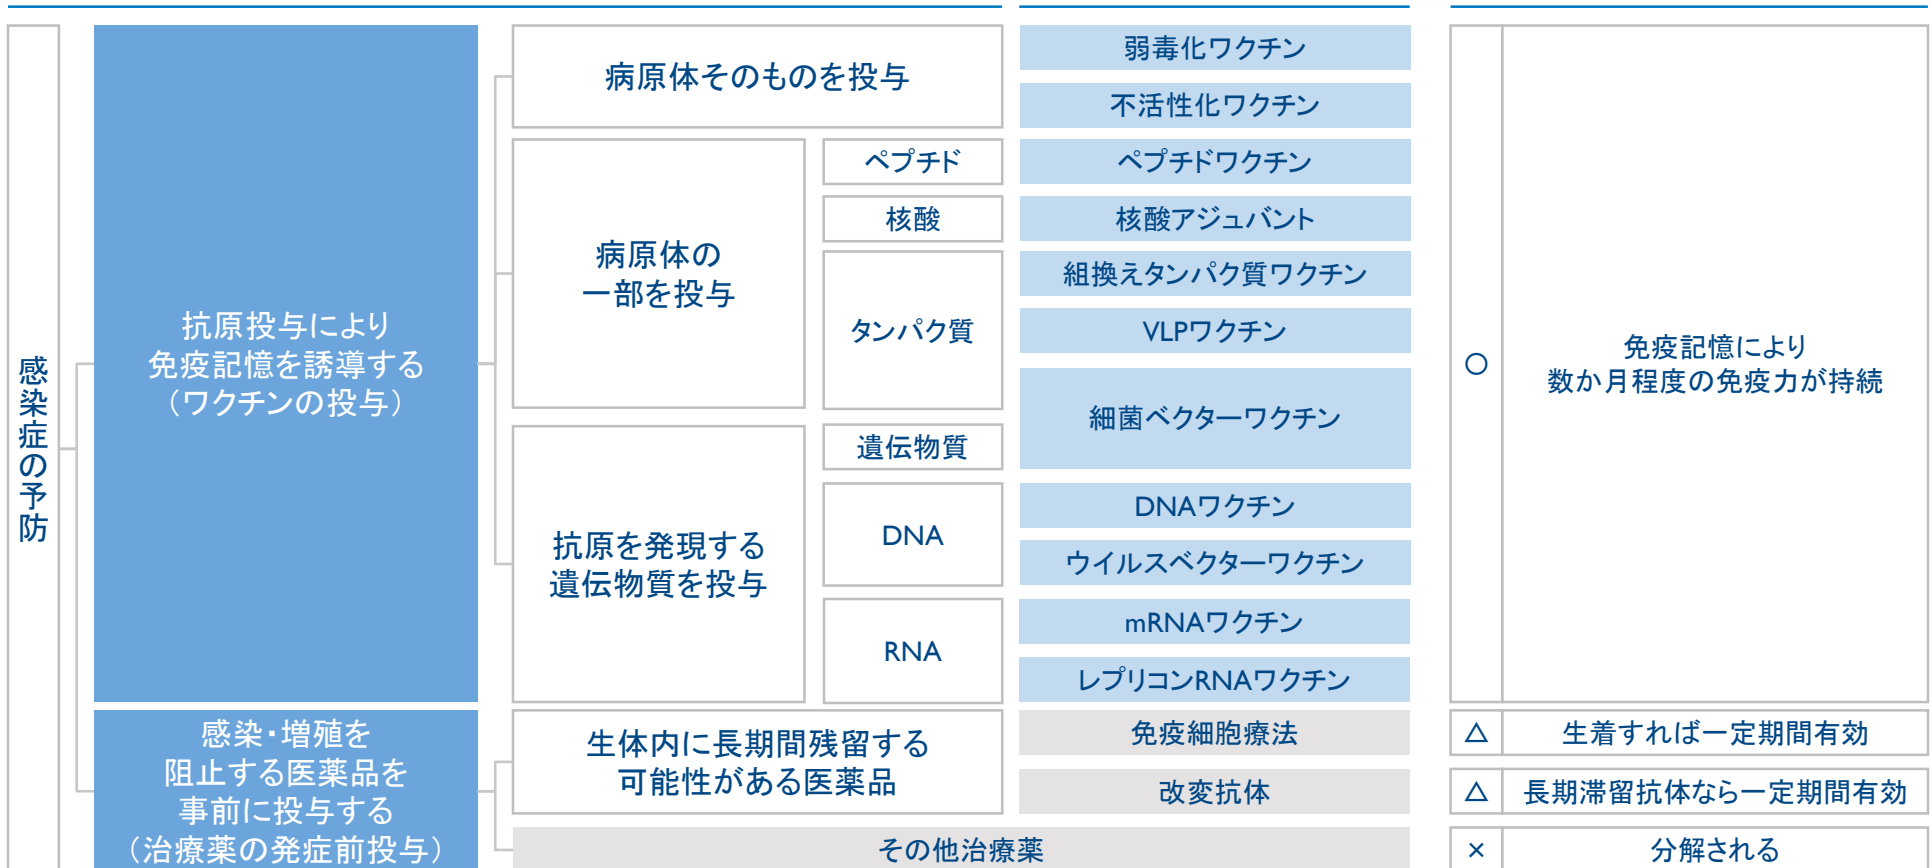 感染症の予防
抗原投与により
免疫記憶を誘導する
（ワクチンの投与）
病原体そのものを投与
弱毒化ワクチン
不活性化ワクチン
病原体の
一部を投与
ペプチド
ペプチドワクチン
核酸
核酸アジュバント
タンパク質
組換えタンパク質ワクチン
VLPワクチン
細菌ベクターワクチン
抗原を発現する
遺伝物質を投与
遺伝物質
DNA
DNAワクチン
ウイルスベクターワクチン
RNA
mRNAワクチン
レプリコンRNAワクチン
○
免疫記憶により
数か月程度の免疫力が持続
感染・増殖を
阻止する医薬品を
事前に投与する
（治療薬の発症前投与）
生体内に長期間残留する
可能性がある医薬品
免疫細胞療法
△ 生着すれば一定期間有効
改変抗体
△ 長期滞留抗体なら一定期間有効
その他治療薬
× 分解される